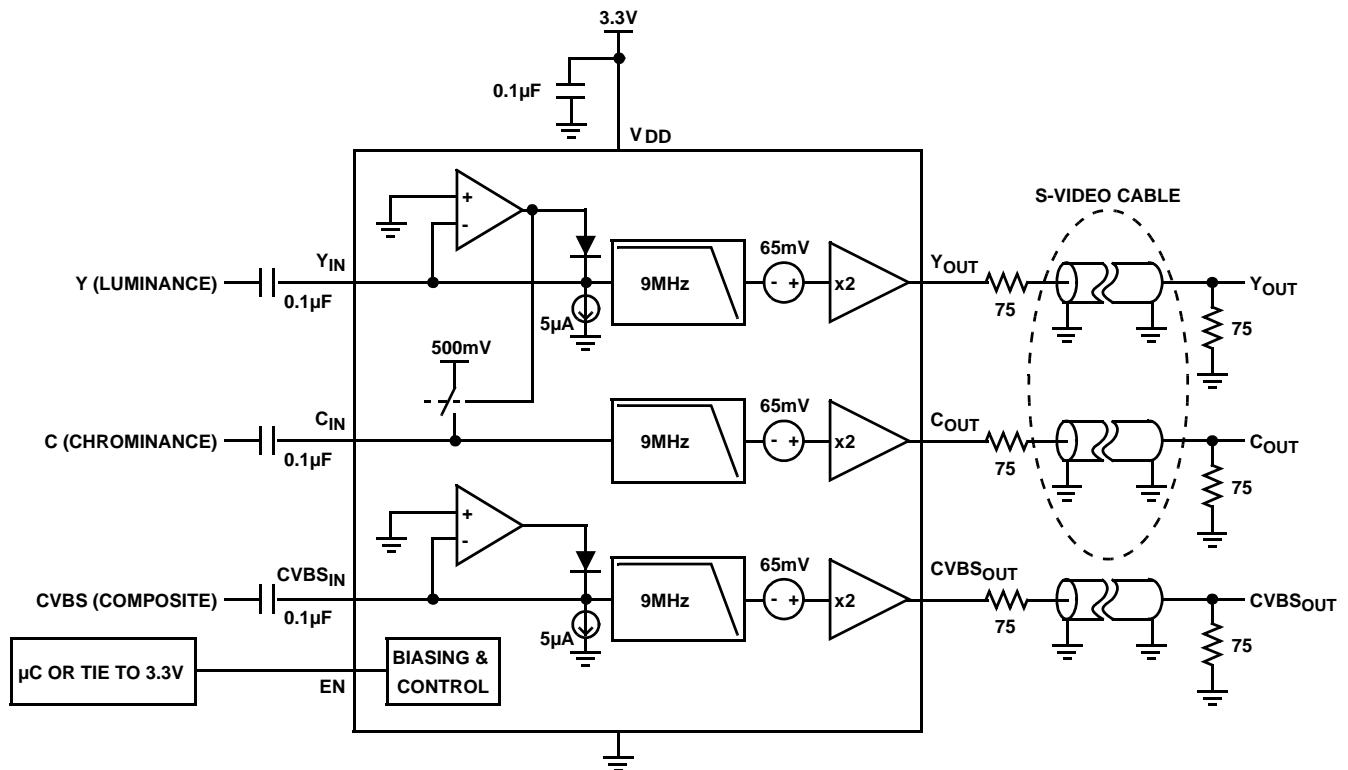 3.3V
0.1µF
VDD
S-VIDEO CABLE
+
-
Y (LUMINANCE)
0.1µF
YIN
5µA
9MHz
65mV
- +
x2
YOUT
75
YOUT
75
500mV
C (CHROMINANCE)
0.1µF
CIN
9MHz
65mV
- +
x2
COUT
75
COUT
75
+
-
CVBS (COMPOSITE)
0.1µF
CVBSIN
5µA
9MHz
65mV
- +
x2
CVBSOUT
75
CVBSOUT
75
µC OR TIE TO 3.3V
EN
BIASING &
CONTROL